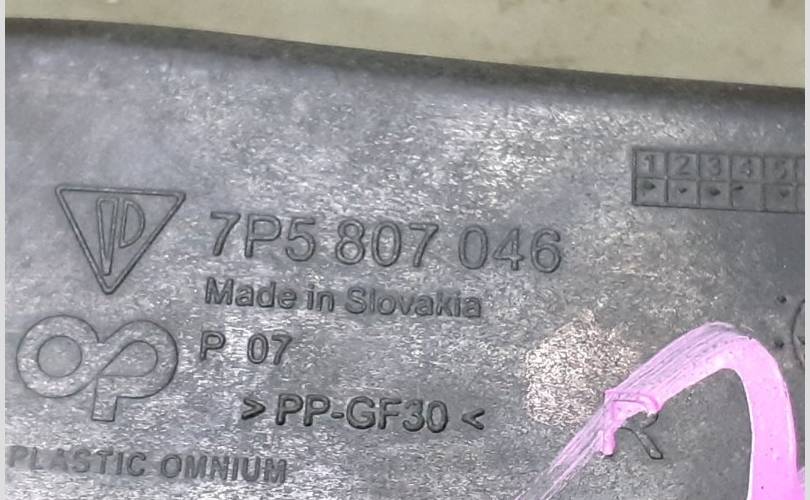 1 2 3 4 5
7P5 807 046
Made in Slovakia
P 07
>PP-GF30<
R
PLASTIC OMNIUM